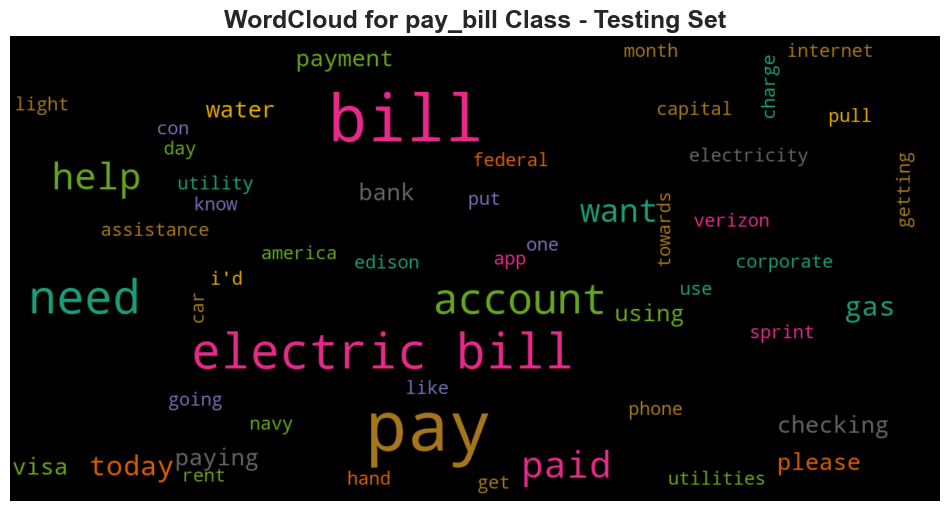 WordCloud for pay_bill Class - Testing Set
month
internet
payment
charge
light
water
bill
capital
pull
con
day
federal
electricity
help
utility
bank
put
getting
know
want
towards
verizon
assistance
one
america
edison
app
corporate
i'd
need
car
account
use
gas
using
sprint
electric bill
like
going
phone
navy
pay
checking
visa
today
paying
paid
please
rent
hand
get
utilities